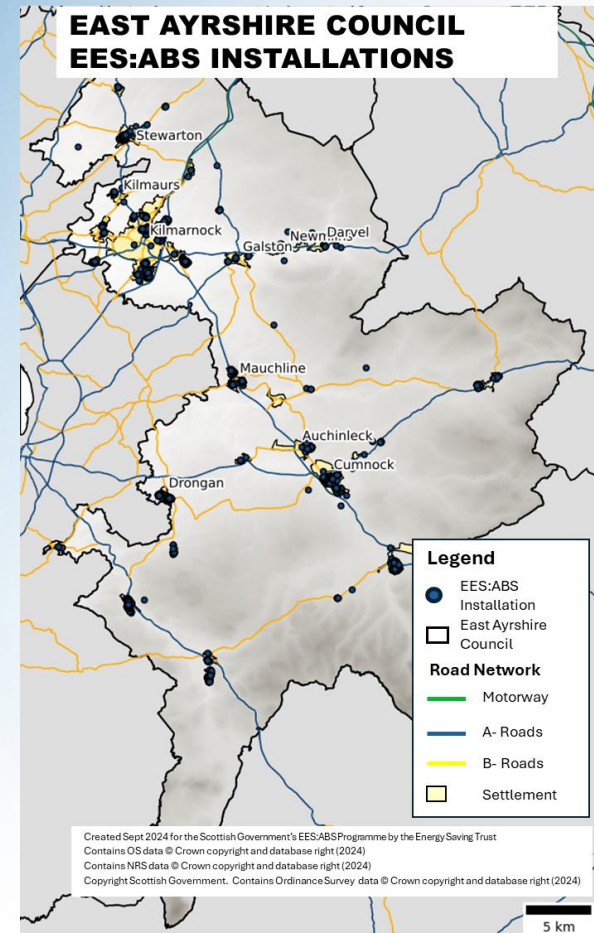 EAST AYRSHIRE COUNCIL
EES:ABS INSTALLATIONS
Stewarton
Kilmaurs
Kilmarnock
Darvel
Galston
Mauchline
Auchinleck
Cumnock
Drongan
Legend
EES:ABS
Installation
East Ayrshire
Council
Road Network
Motorway
A- Roads
B- Roads
Settlement
Created Sept 2024 for the Scottish Government's EES:ABS Programme by the Energy Saving Trust
Contains OS data © Crown copyright and database right (2024)
Contains NRS data © Crown copyright and database right (2024)
Copyright Scottish Government. Contains Ordinance Survey data © Crown copyright and database right (2024)
5 km